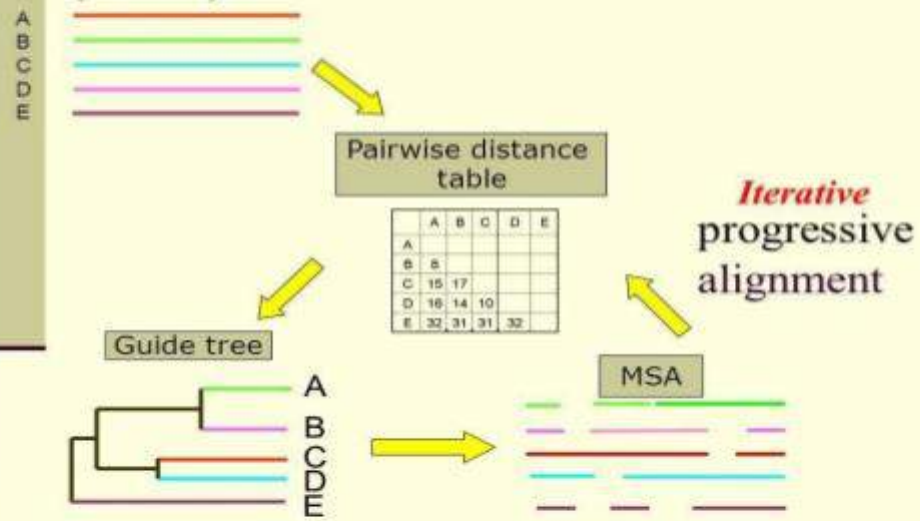 A
B
C
D
E
Pairwise distance
table
A B C D E
A
B 8
C 15 17
D 16 14 10
E 32 31 31 32
Iterative
progressive
alignment
Guide tree
MSA
A
B
C
D
E